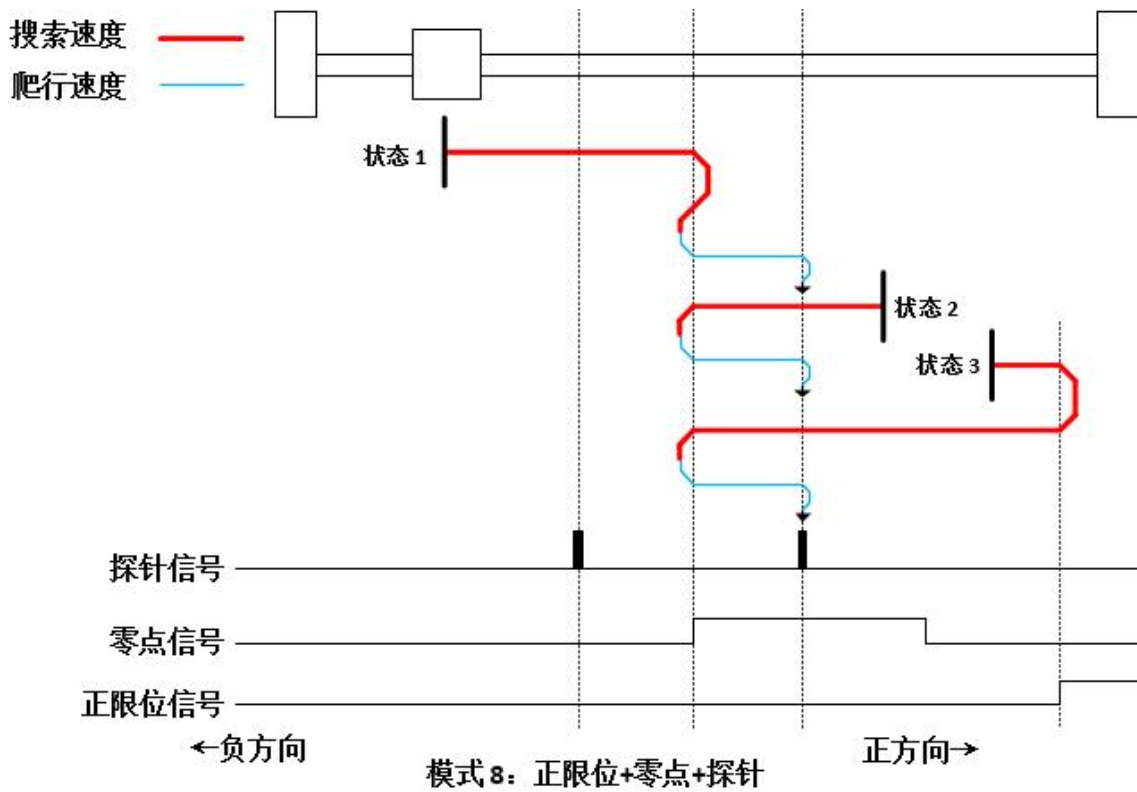 搜索速度
爬行速度
状态 1
状态 2
状态 3
探针信号
零点信号
正限位信号
←负方向
正方向→
模式 8：正限位+零点+探针